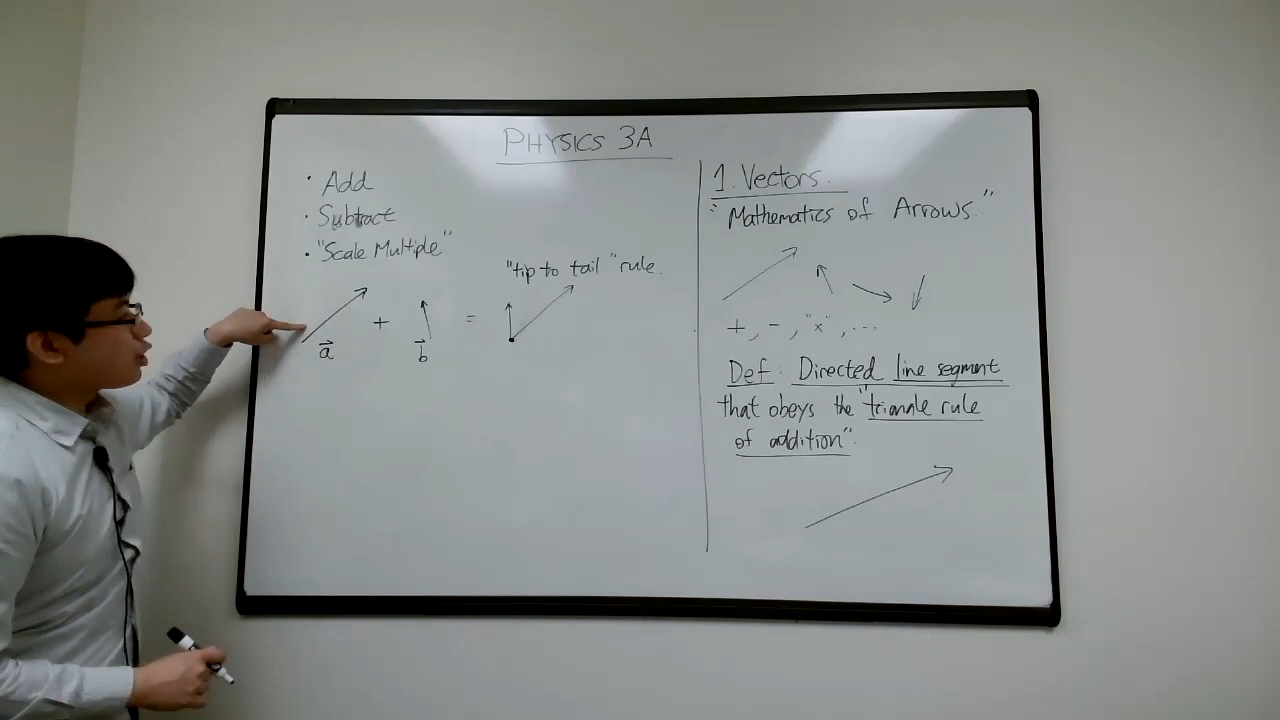 PHYSICS 3A
· Add
· Subtract
· "Scale Multiple"
"tip to tail" rule.
a⃗ + b⃗ =
1. Vectors.
"Mathematics of Arrows."
+, -, "x", ...
Def: Directed line segment
that obeys the "triangle rule
of addition".